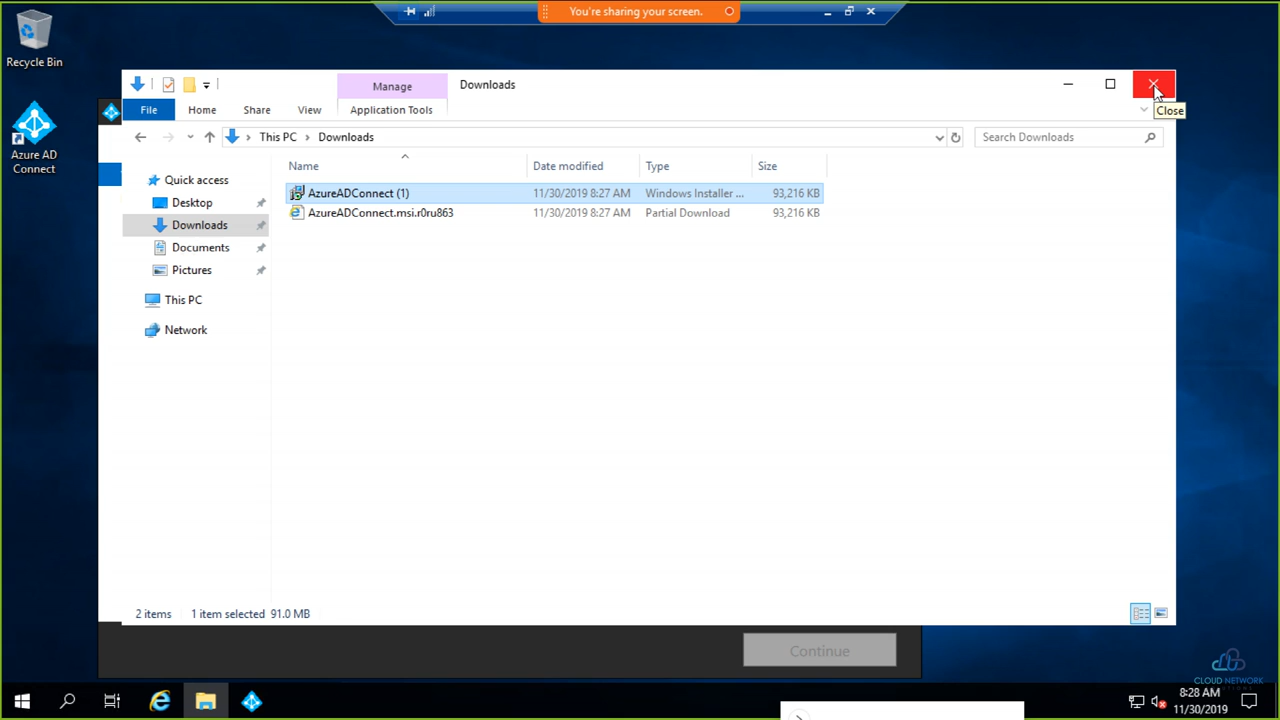 You're sharing your screen.
Recycle Bin
Azure AD
Connect
Manage
Downloads
Close
File
Home
Share
View
Application Tools
This PC
Downloads
Search Downloads
Name
Date modified
Type
Size
Quick access
Desktop
Downloads
Documents
Pictures
This PC
Network
AzureADConnect (1)
11/30/2019 8:27 AM
Windows Installer ...
93,216 KB
AzureADConnect.msi.r0ru863
11/30/2019 8:27 AM
Partial Download
93,216 KB
2 items
1 item selected 91.0 MB
Continue
CLOUD NETWORK
8:28 AM
11/30/2019